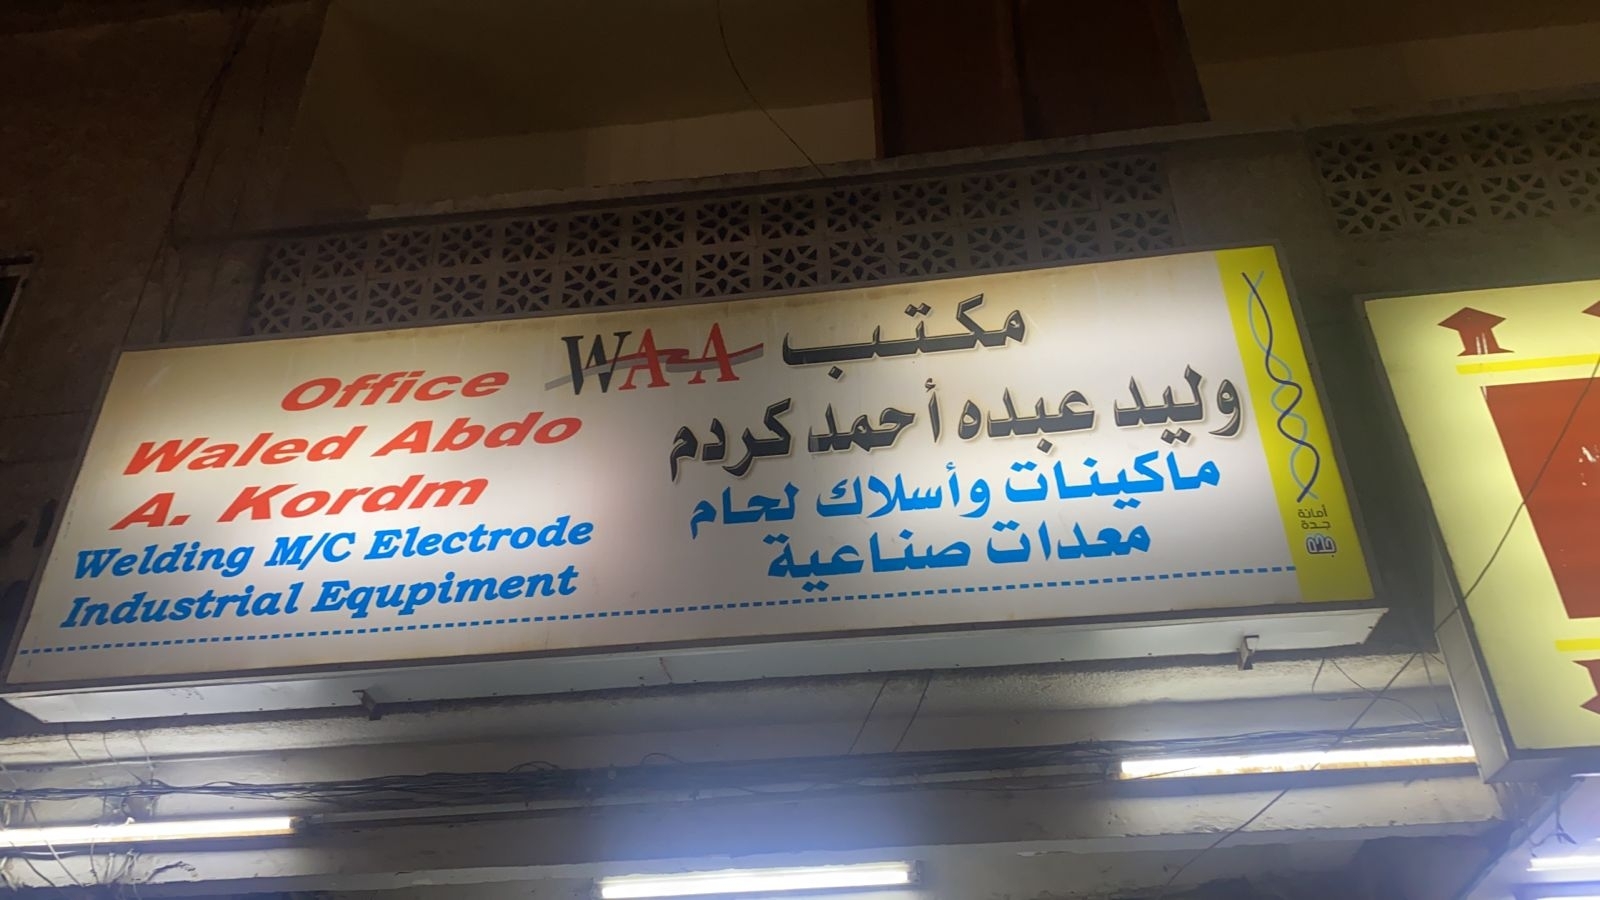 مكتب
WAA
وليد عبده أحمد كردم
ماكينات وأسلاك لحام
معدات صناعية
Office
Waled Abdo
A. Kordm
Welding M/C Electrode
Industrial Equpiment
أمانة
جدة